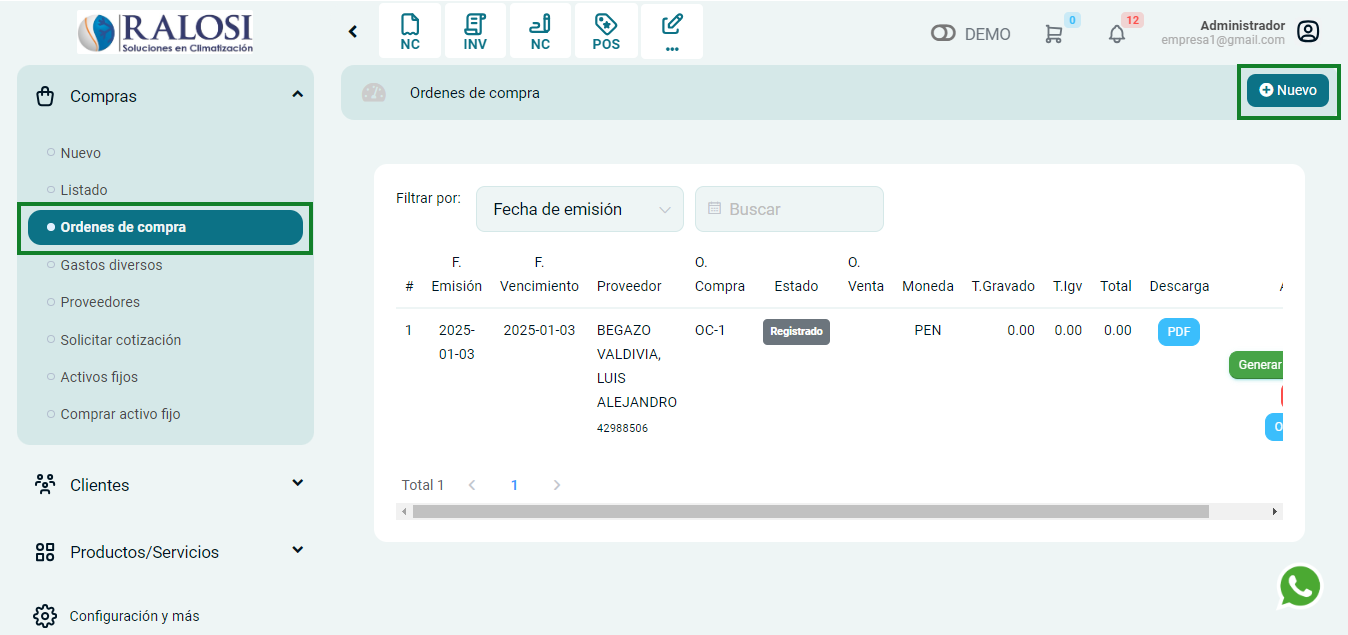 RALOSI
Soluciones en Climatización
NC
INV
NC
POS
...
DEMO
0
12
Administrador
empresa1@gmail.com
Compras
Nuevo
Listado
Ordenes de compra
Gastos diversos
Proveedores
Solicitar cotización
Activos fijos
Comprar activo fijo
Clientes
Productos/Servicios
Configuración y más
Ordenes de compra
Nuevo
Filtrar por:
Fecha de emisión
Buscar
# F. Emisión F. Vencimiento Proveedor O. Compra Estado O. Venta Moneda T.Gravado T.Igv Total Descarga
1 2025-01-03 2025-01-03 BEGAZO VALDIVIA, LUIS ALEJANDRO 42988506 OC-1 Registrado PEN 0.00 0.00 0.00 PDF
Generar
Total 1
1